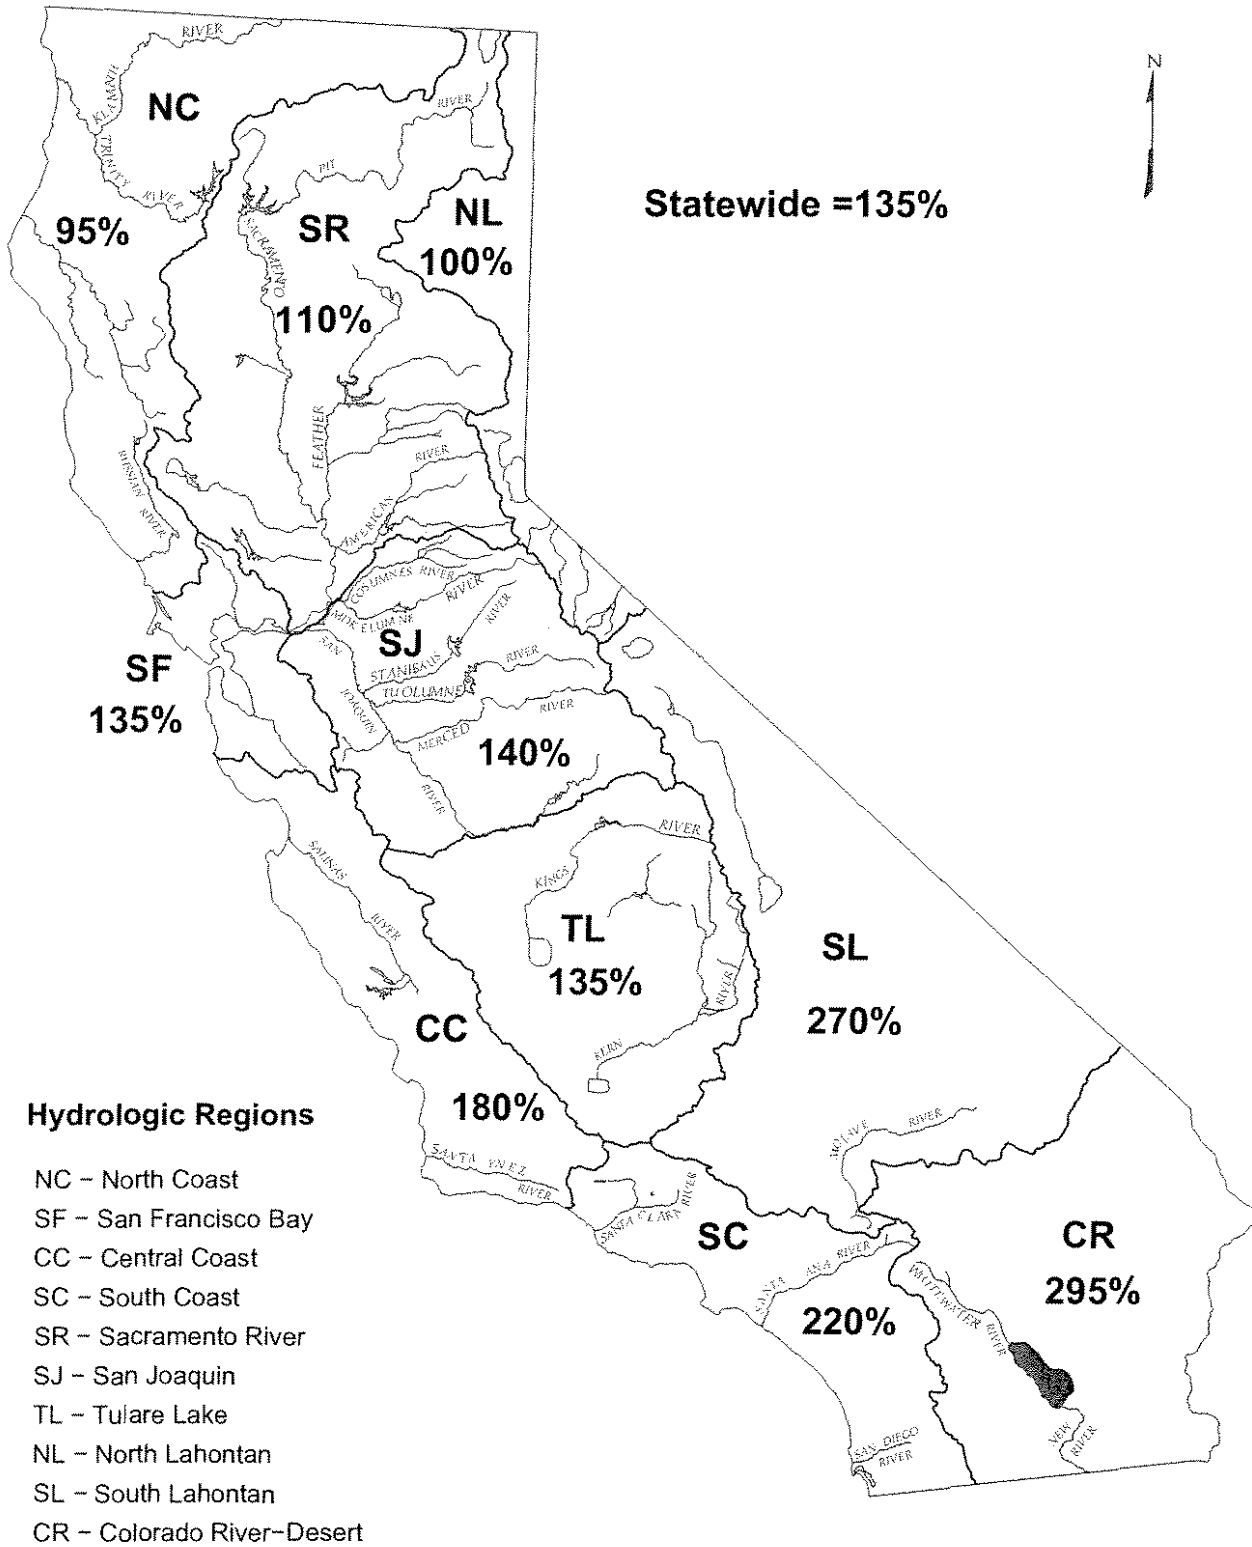 RIVER
N
KLAMATH
NC
RIVER
TRINITY
RIVER
PIT
Statewide =135%
NL
SR
95%
SACRAMENTO
100%
110%
FEATHER
RIVER
RUSSIAN
RIVER
AMERICAN
COSUMNES RIVER
RIVER
MOKELUMNE
RIVER
SAN
SJ
SF
STANISLAUS
RIVER
TUOLUMNE
JOAQUIN
135%
RIVER
MERCED
140%
RIVER
RIVER
SALINAS
KINGS
RIVER
TL
SL
135%
RIVER
CC
270%
KERN
180%
Hydrologic Regions
MOJAVE
RIVER
SANTA YNEZ
RIVER
NC – North Coast
SF – San Francisco Bay
SANTA CLARA RIVER
SC
CR
CC – Central Coast
SANTA ANA RIVER
WHITEWATER RIVER
295%
SC – South Coast
220%
SR – Sacramento River
SJ – San Joaquin
TL – Tulare Lake
NEW
RIVER
SAN DIEGO
RIVER
NL – North Lahontan
SL – South Lahontan
CR – Colorado River–Desert